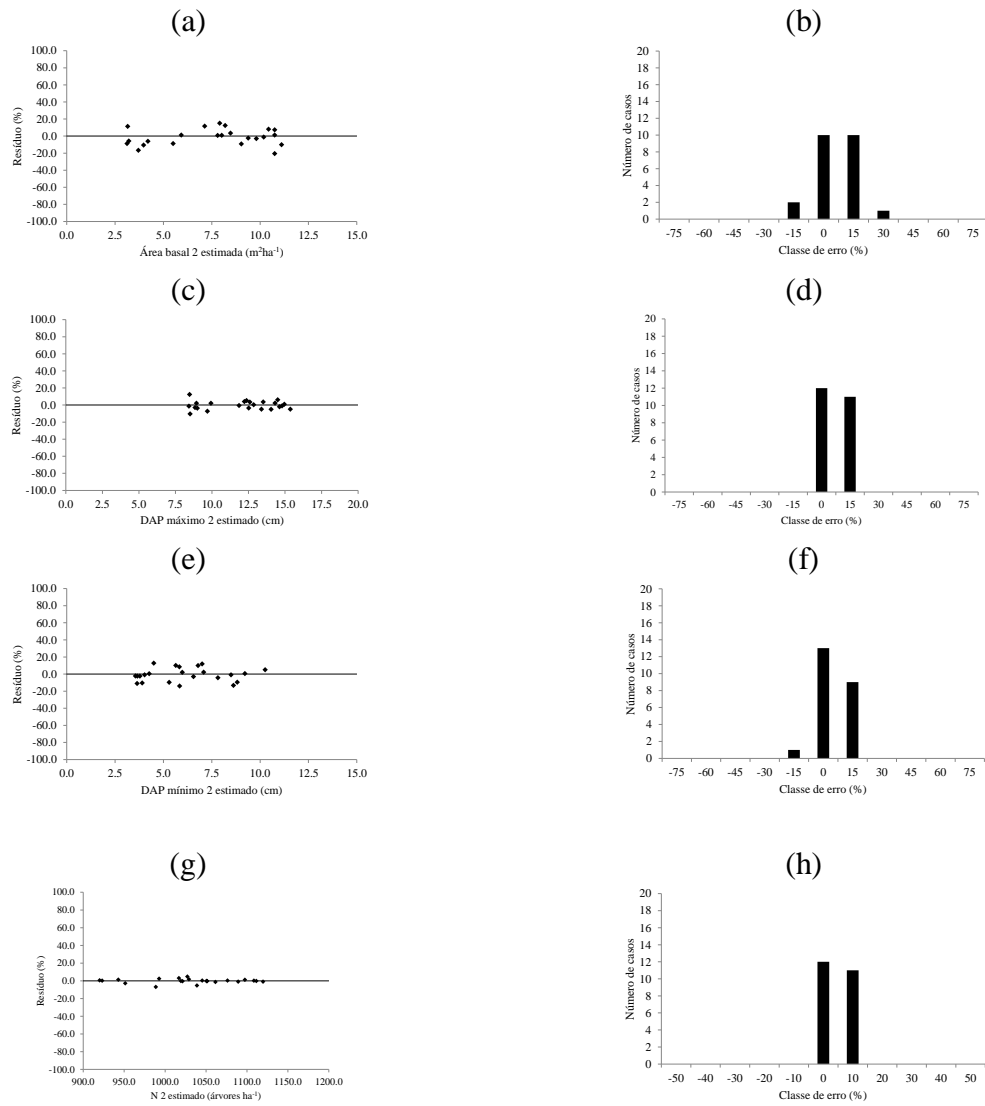 (a)
100.0
80.0
60.0
40.0
20.0
0.0
-20.0
-40.0
-60.0
-80.0
-100.0
Resíduo (%)
0.0 2.5 5.0 7.5 10.0 12.5 15.0
Área basal 2 estimada (m²ha⁻¹)
(b)
20
18
16
14
12
10
8
6
4
2
0
Número de casos
-75 -60 -45 -30 -15 0 15 30 45 60 75
Classe de erro (%)
(c)
100.0
80.0
60.0
40.0
20.0
0.0
-20.0
-40.0
-60.0
-80.0
-100.0
Resíduo (%)
0.0 2.5 5.0 7.5 10.0 12.5 15.0 17.5 20.0
DAP máximo 2 estimado (cm)
(d)
20
18
16
14
12
10
8
6
4
2
0
Número de casos
-75 -60 -45 -30 -15 0 15 30 45 60 75
Classe de erro (%)
(e)
100.0
80.0
60.0
40.0
20.0
0.0
-20.0
-40.0
-60.0
-80.0
-100.0
Resíduo (%)
0.0 2.5 5.0 7.5 10.0 12.5 15.0
DAP mínimo 2 estimado (cm)
(f)
20
18
16
14
12
10
8
6
4
2
0
Número de casos
-75 -60 -45 -30 -15 0 15 30 45 60 75
Classe de erro (%)
(g)
100.0
80.0
60.0
40.0
20.0
0.0
-20.0
-40.0
-60.0
-80.0
-100.0
Resíduo (%)
900.0 950.0 1000.0 1050.0 1100.0 1150.0 1200.0
N 2 estimado (árvores ha⁻¹)
(h)
20
18
16
14
12
10
8
6
4
2
0
Número de casos
-50 -40 -30 -20 -10 0 10 20 30 40 50
Classe de erro (%)